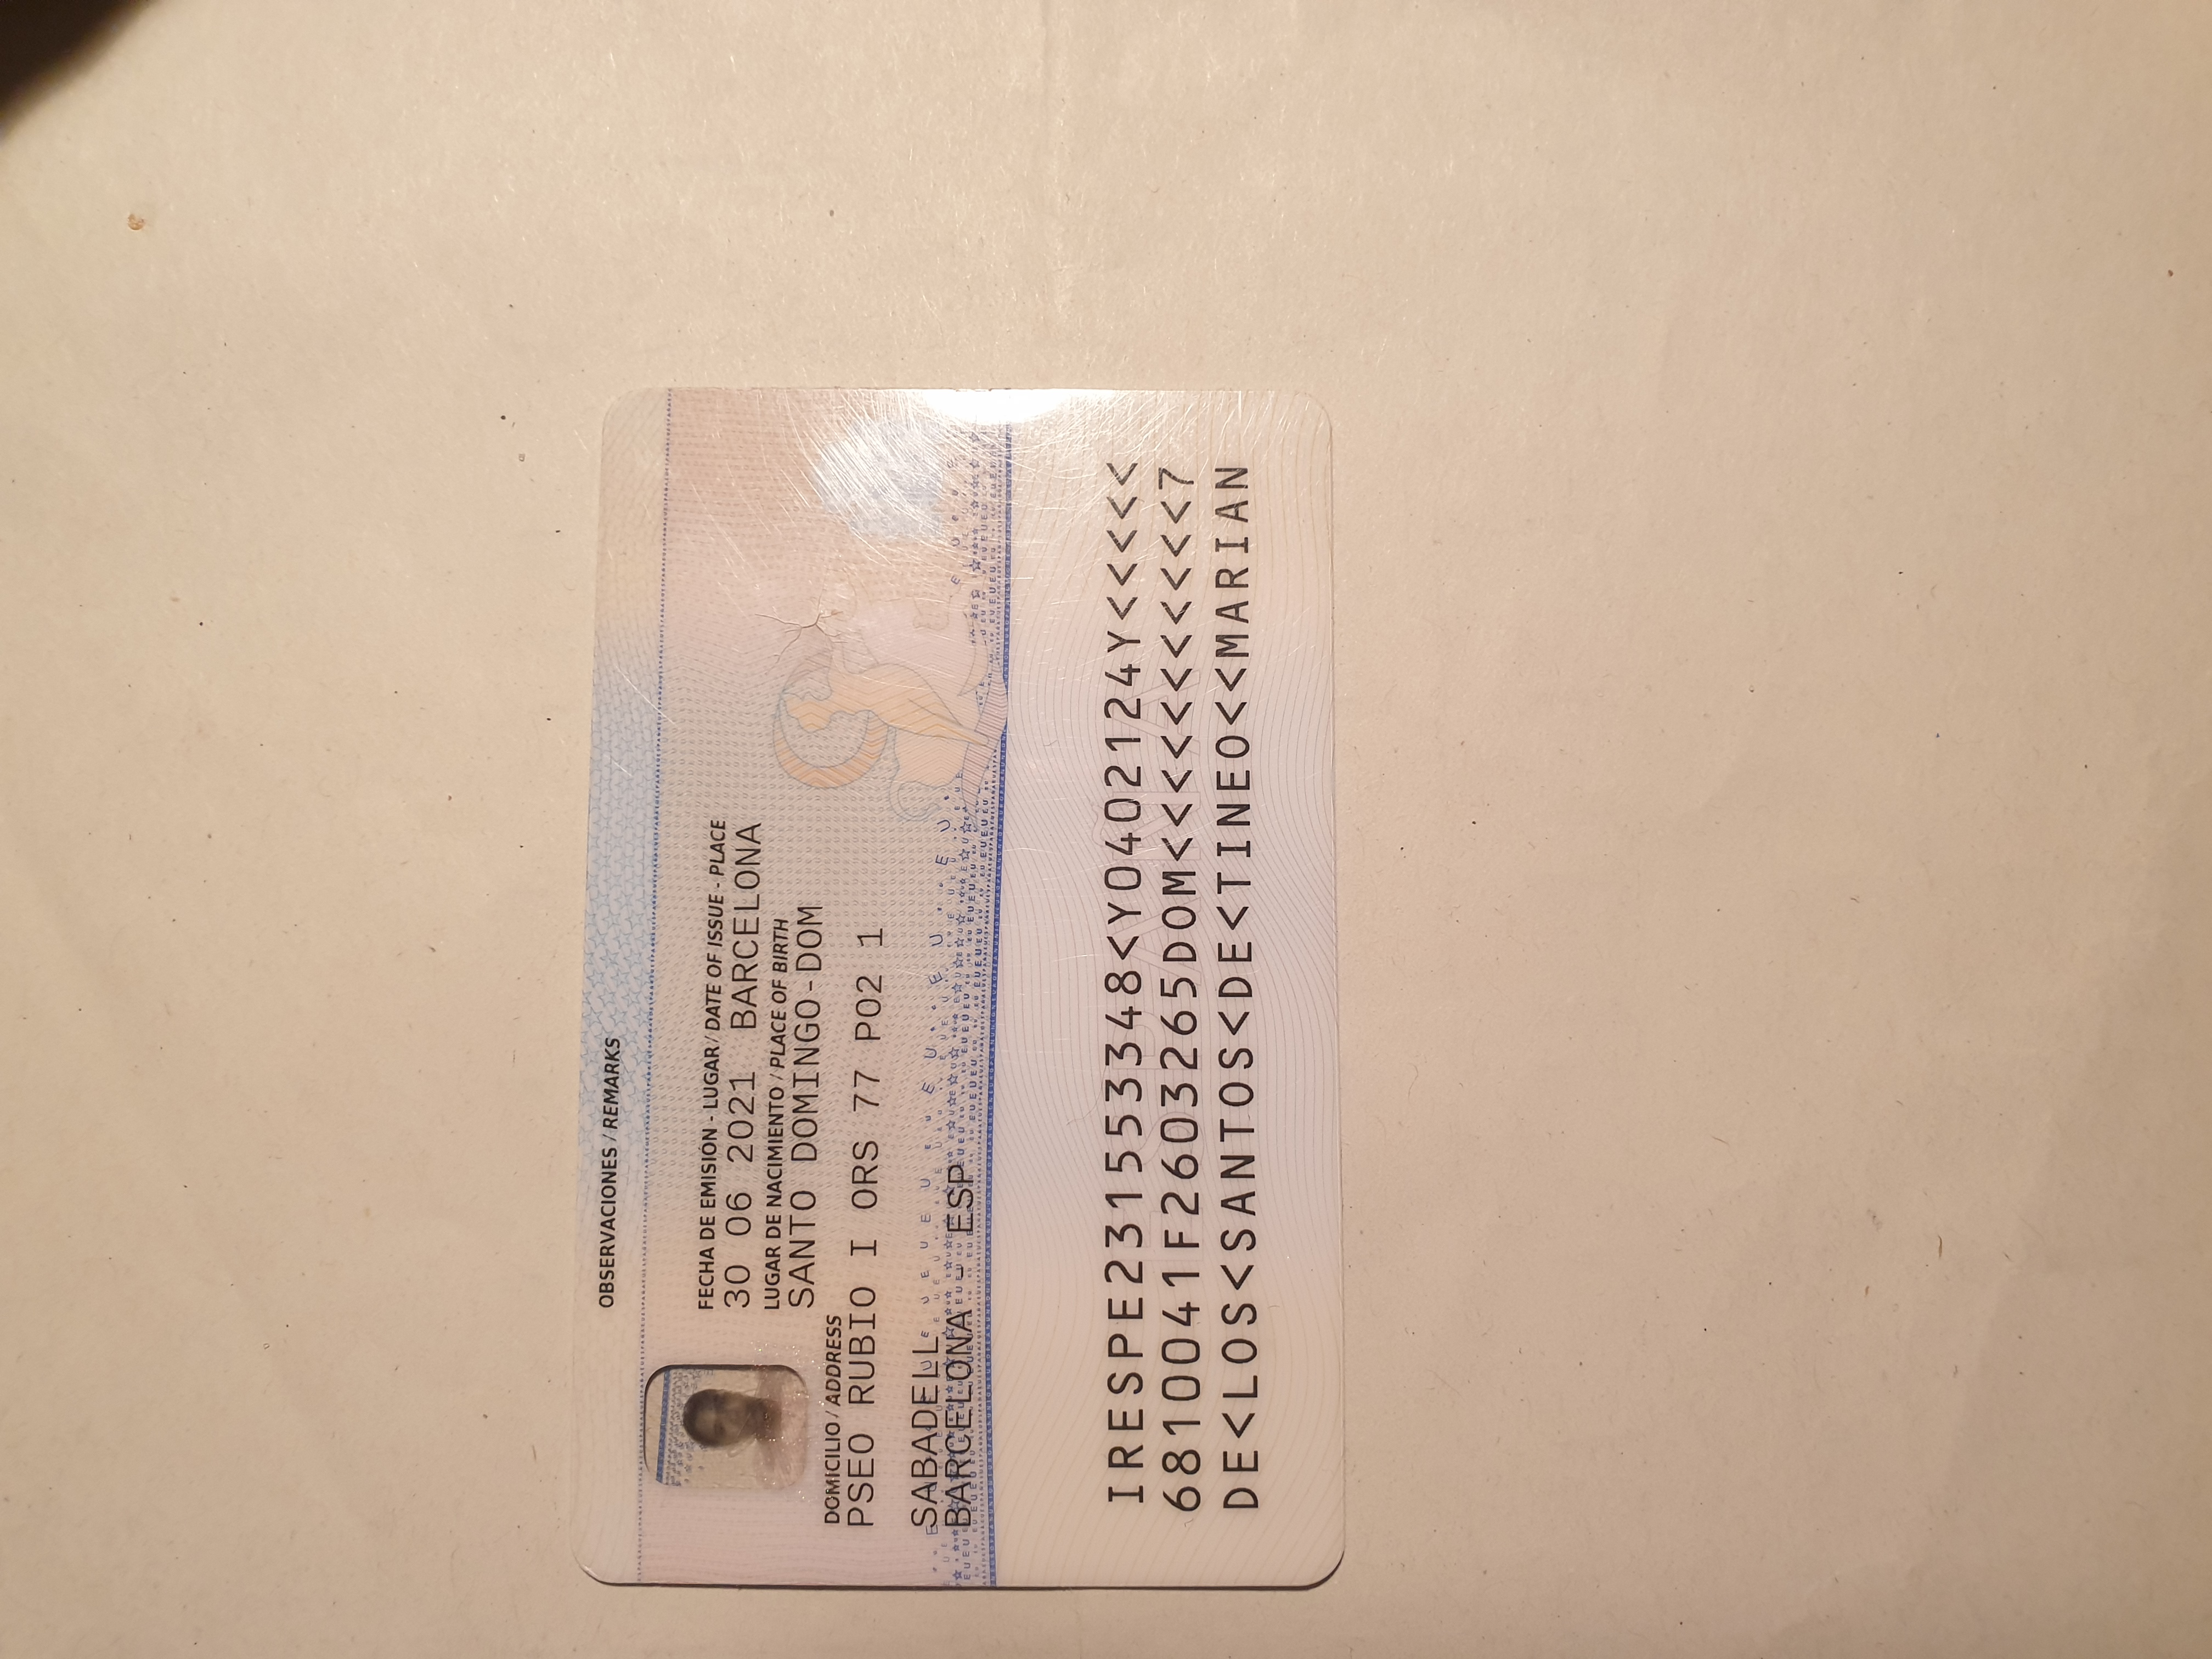 OBSERVACIONES / REMARKS
FECHA DE EMISIÓN - LUGAR / DATE OF ISSUE - PLACE
30 06 2021 BARCELONA
LUGAR DE NACIMIENTO / PLACE OF BIRTH
SANTO DOMINGO-DOM
DOMICILIO / ADDRESS
PSEO RUBIO I ORS 77 P02 1
SABADELL
BARCELONA - ESP
IRESPE231553348<Y0402124Y<<<<<
6810041F2603265DOM<<<<<<<<<<<7
DE<LOS<SANTOS<DE<TINEO<<MARIAN